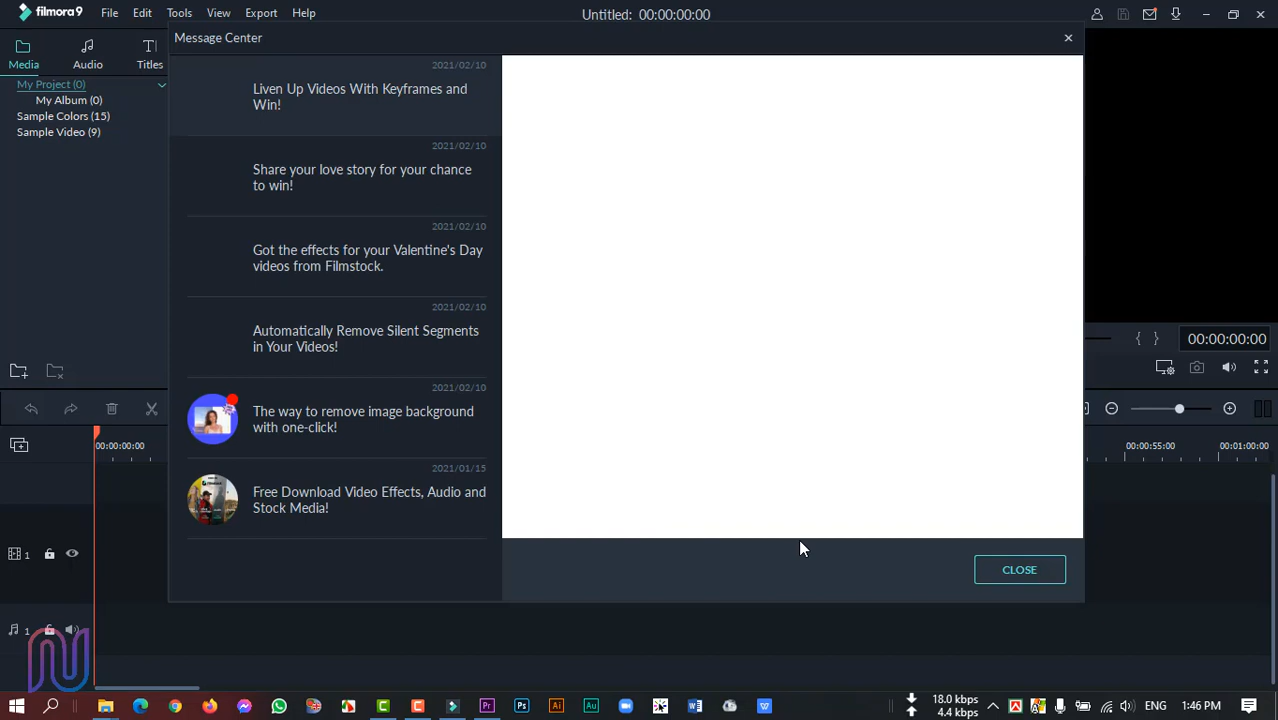 filmora9
File Edit Tools View Export Help
Untitled: 00:00:00:00
Media Audio Titles
Message Center
My Project (0)
My Album (0)
Sample Colors (15)
Sample Video (9)
2021/02/10
Liven Up Videos With Keyframes and
Win!
2021/02/10
Share your love story for your chance
to win!
2021/02/10
Got the effects for your Valentine's Day
videos from Filmstock.
2021/02/10
Automatically Remove Silent Segments
in Your Videos!
2021/02/10
The way to remove image background
with one-click!
2021/01/15
Free Download Video Effects, Audio and
Stock Media!
CLOSE
00:00:00:00
00:00:00:00
00:00:55:00 00:01:00:00
1
1
Pr Ps Ai Au
18.0 kbps
4.4 kbps
ENG
1:46 PM